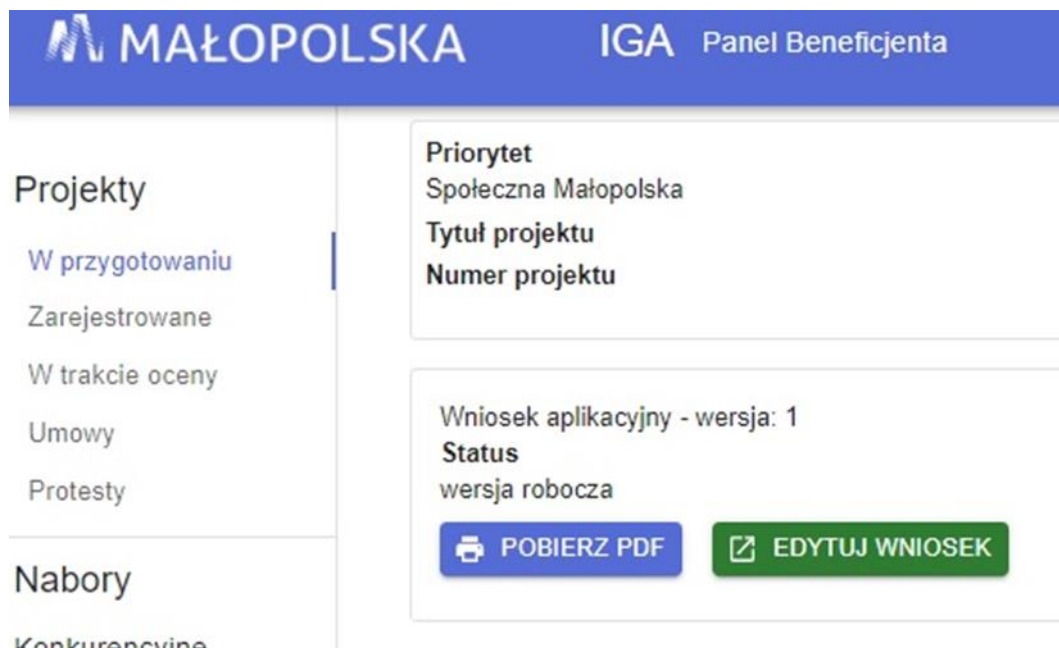 MAŁOPOLSKA
IGA Panel Beneficjenta
Projekty
W przygotowaniu
Zarejestrowane
W trakcie oceny
Umowy
Protesty
Nabory
Konkurencyjne
Priorytet
Społeczna Małopolska
Tytuł projektu
Numer projektu
Wniosek aplikacyjny - wersja: 1
Status
wersja robocza
POBIERZ PDF
EDYTUJ WNIOSEK